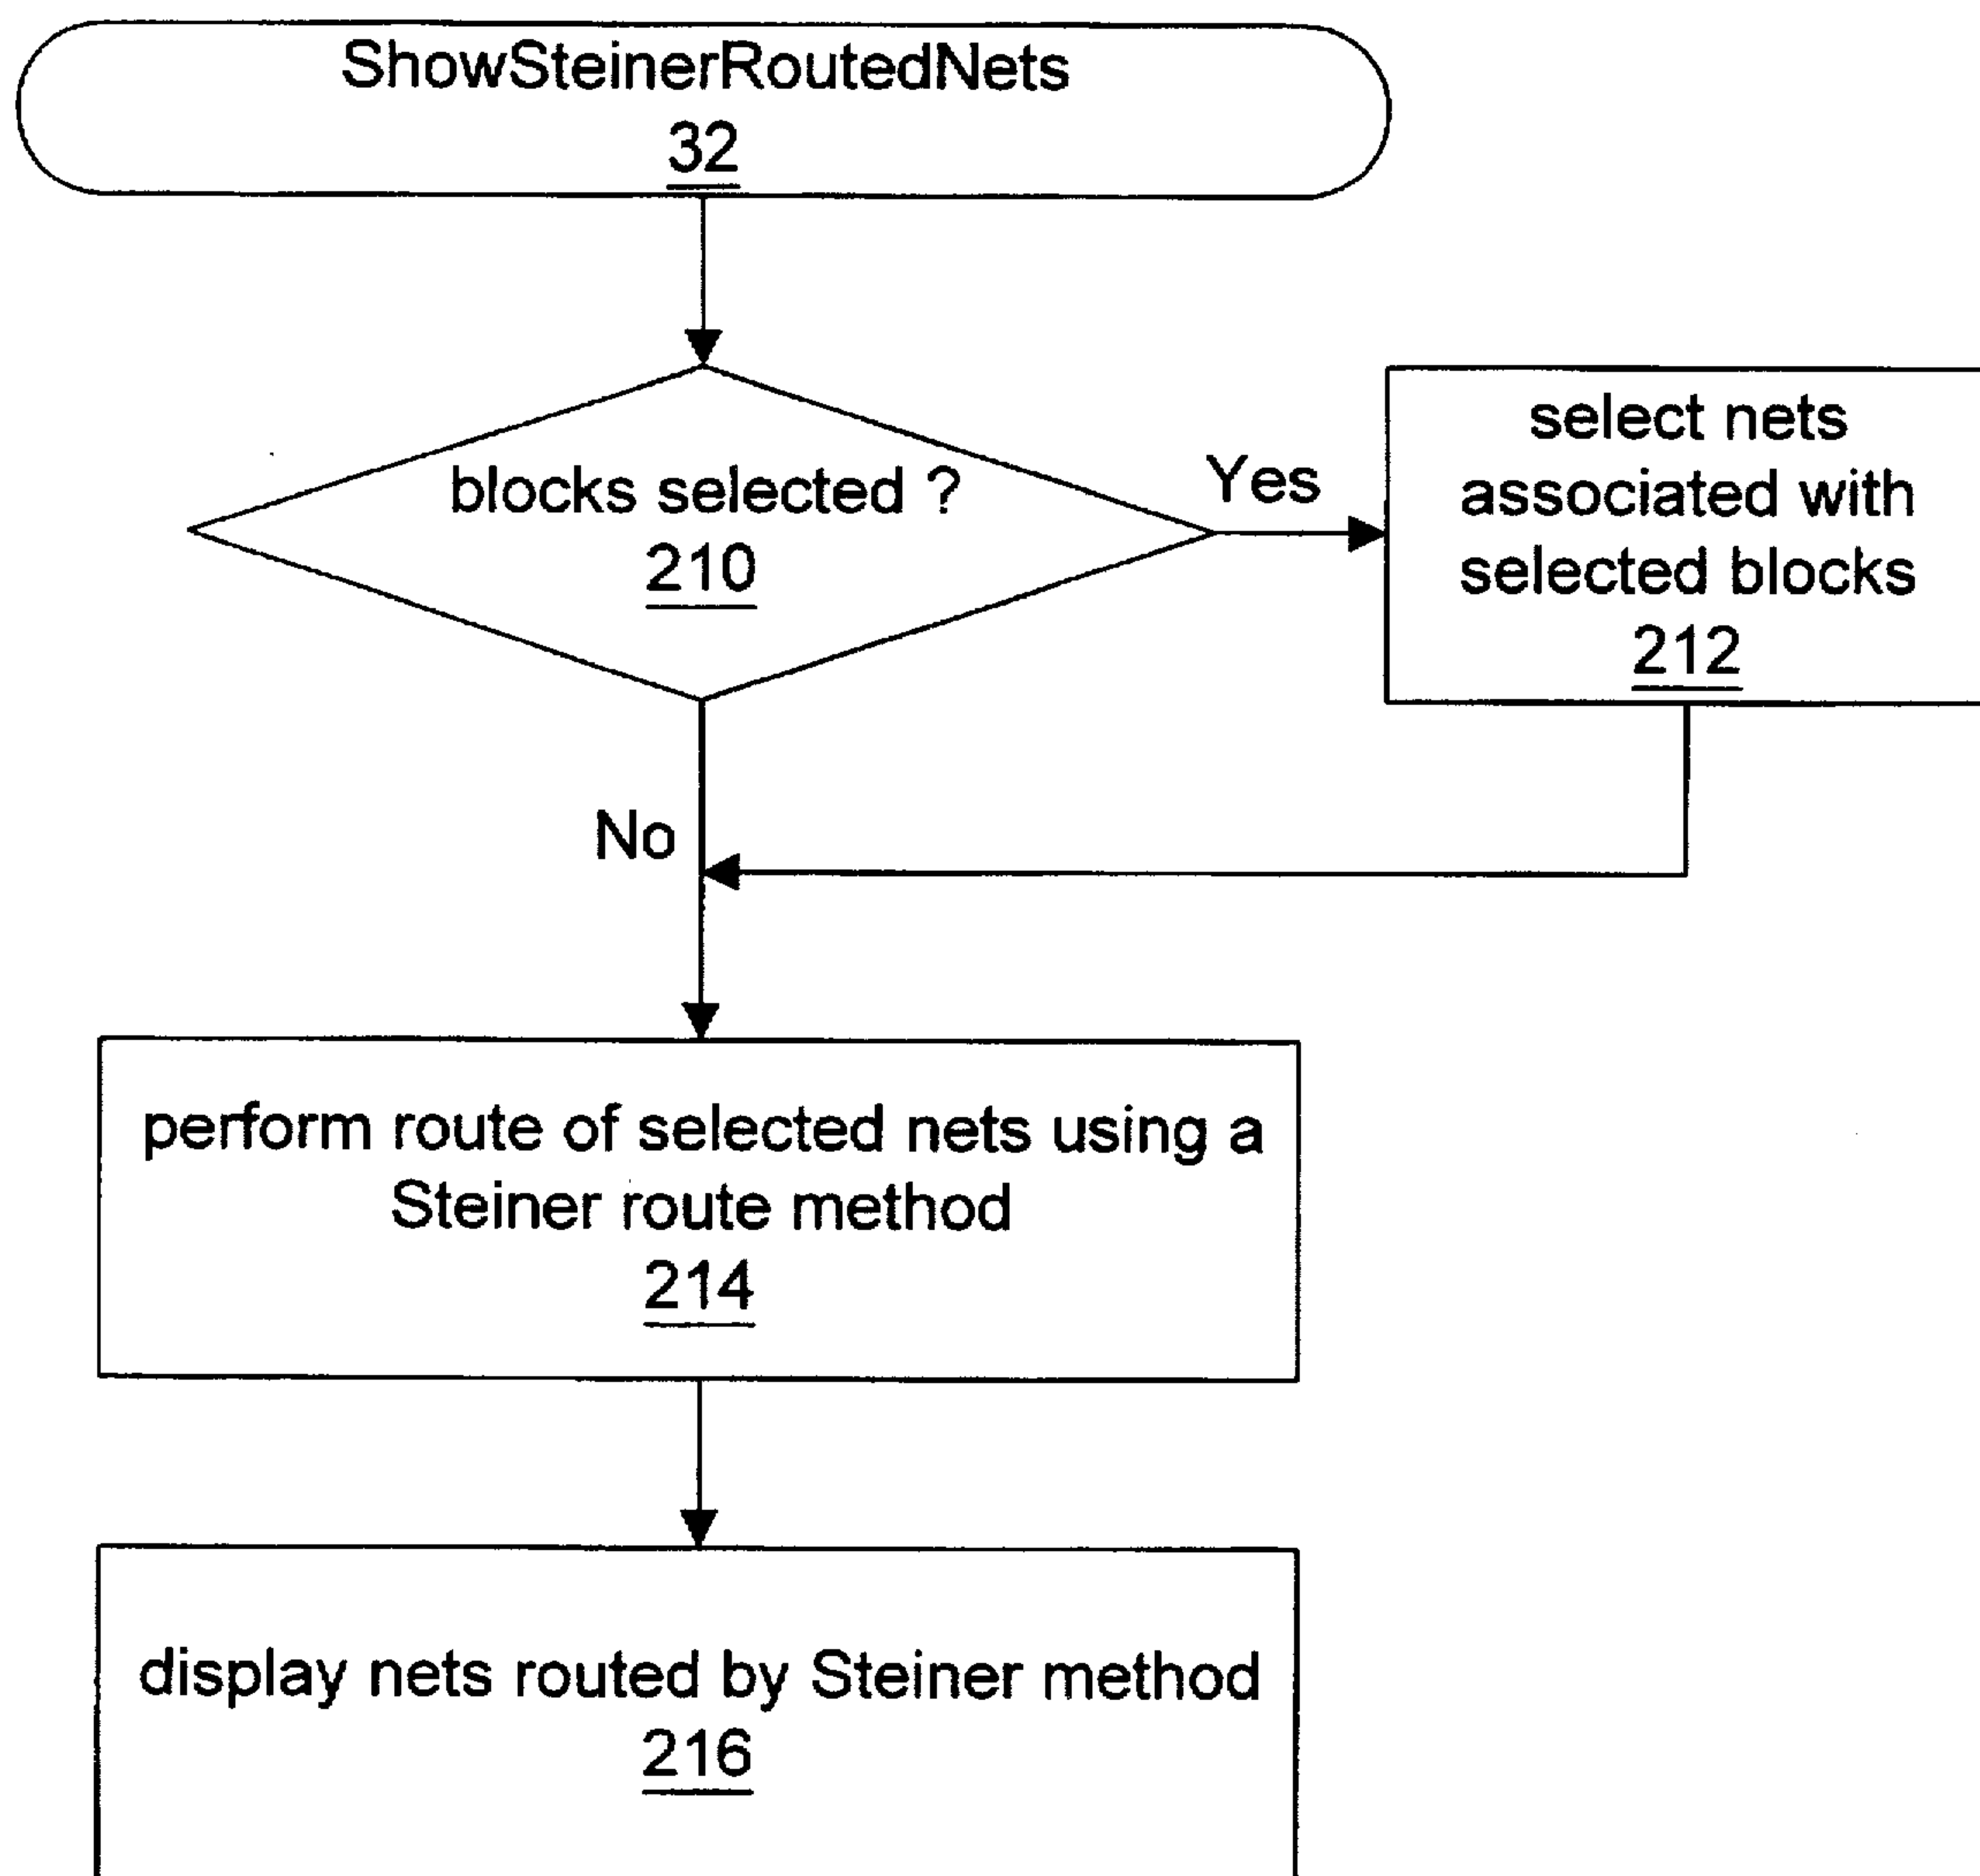 ShowSteinerRoutedNets
32
blocks selected ?
210
Yes
select nets
associated with
selected blocks
212
No
perform route of selected nets using a
Steiner route method
214
display nets routed by Steiner method
216